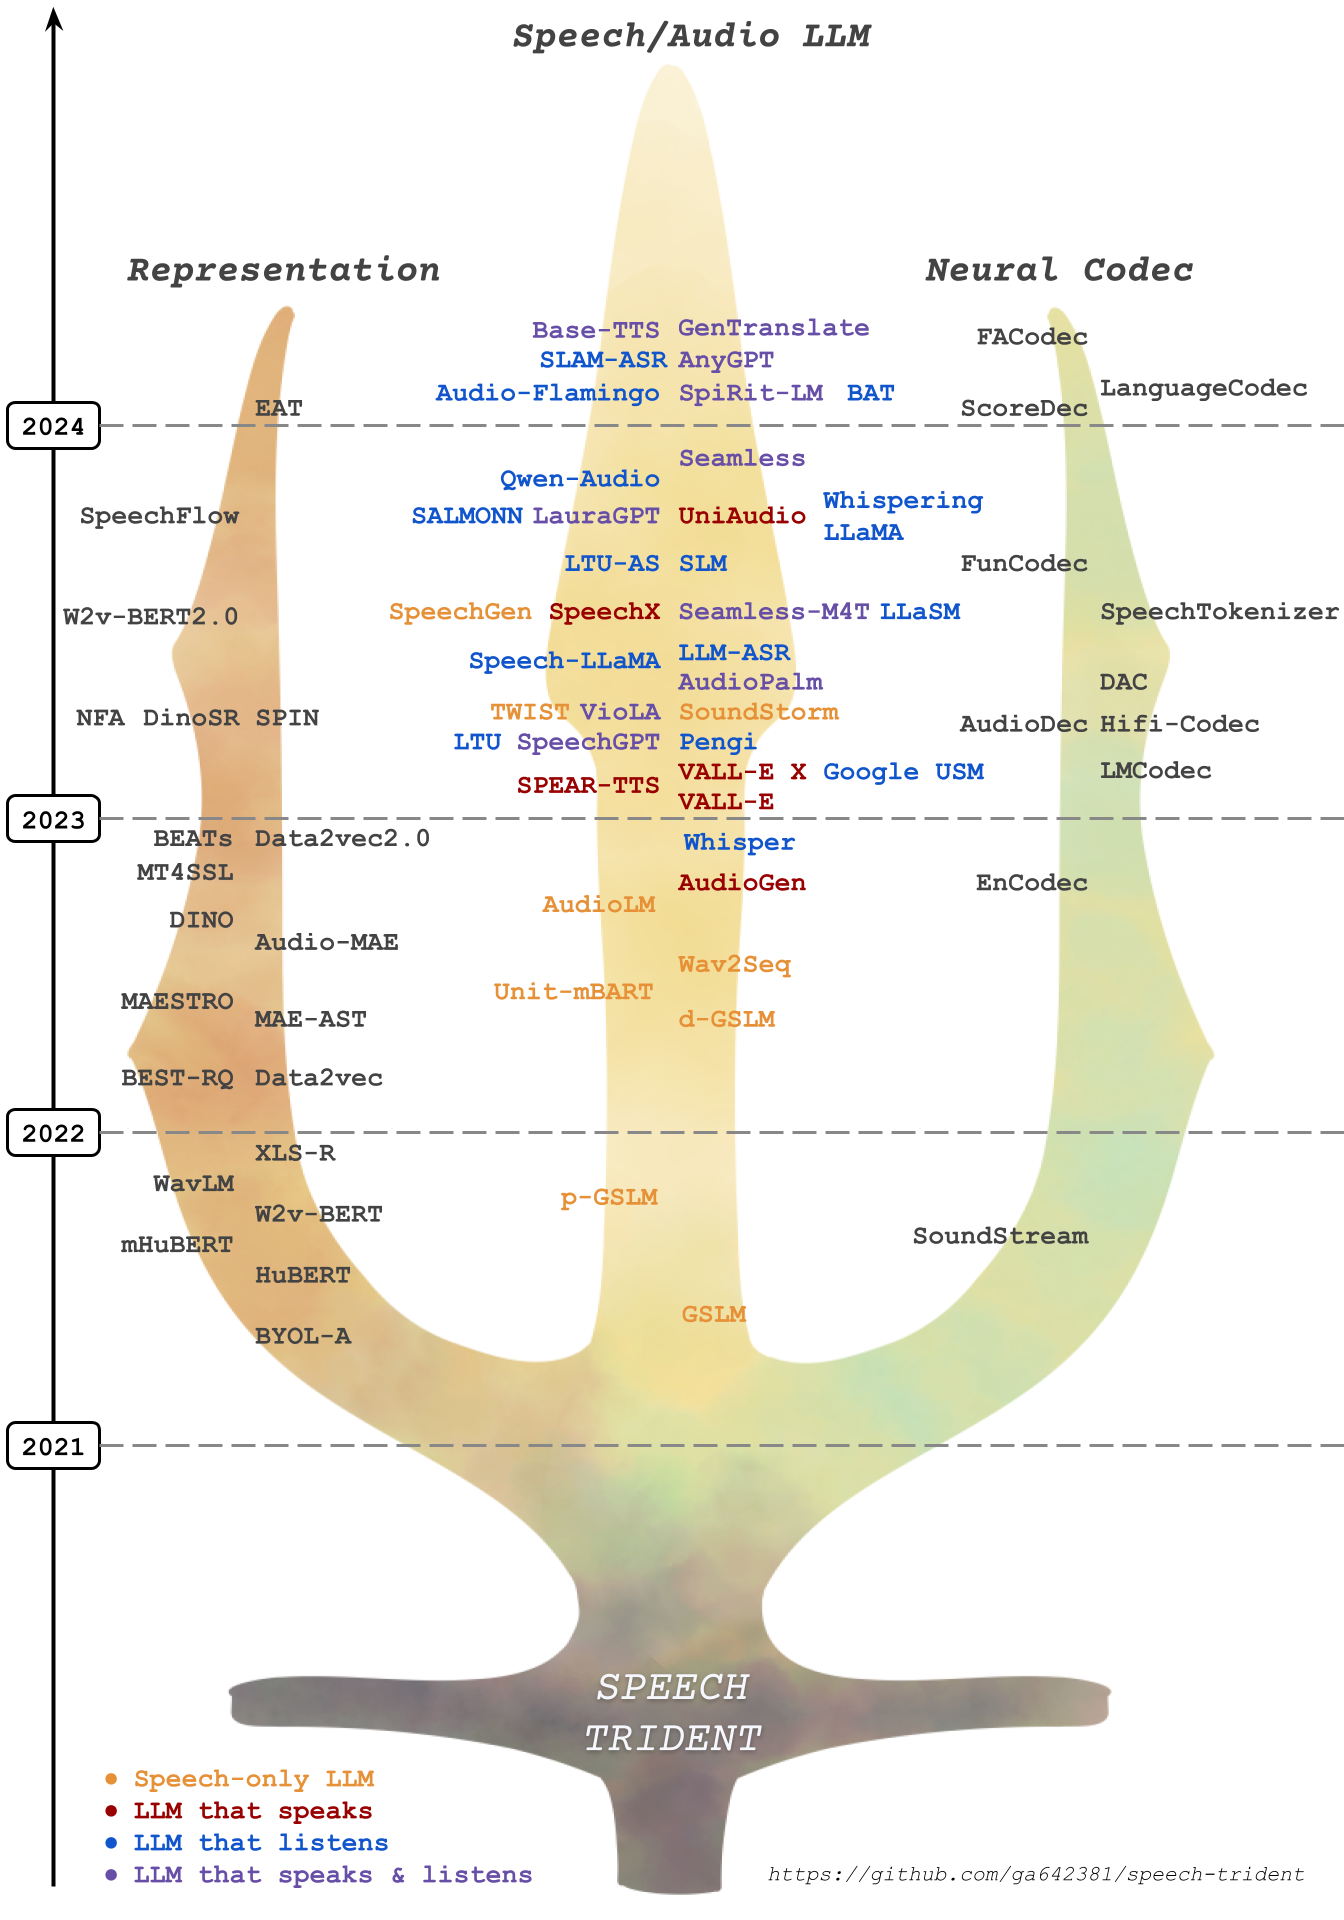 Speech/Audio LLM
Representation
Neural Codec
Base-TTS GenTranslate
FACodec
SLAM-ASR AnyGPT
LanguageCodec
Audio-Flamingo SpiRit-LM BAT
EAT
ScoreDec
2024
Seamless
Qwen-Audio
Whispering
LLaMA
SpeechFlow
SALMONN LauraGPT UniAudio
LTU-AS SLM
FunCodec
W2v-BERT2.0
SpeechGen SpeechX Seamless-M4T LLaSM
SpeechTokenizer
Speech-LLaMA LLM-ASR
AudioPalm
DAC
NFA DinoSR SPIN
TWIST VioLA SoundStorm
AudioDec Hifi-Codec
LTU SpeechGPT Pengi
SPEAR-TTS VALL-E X Google USM
LMCodec
VALL-E
2023
BEATs Data2vec2.0
Whisper
MT4SSL
AudioGen
EnCodec
AudioLM
DINO
Audio-MAE
Wav2Seq
Unit-mBART
MAESTRO
MAE-AST
d-GSLM
BEST-RQ Data2vec
2022
XLS-R
WavLM
p-GSLM
W2v-BERT
SoundStream
mHuBERT
HuBERT
GSLM
BYOL-A
2021
SPEECH
TRIDENT
Speech-only LLM
LLM that speaks
LLM that listens
LLM that speaks & listens
https://github.com/ga642381/speech-trident